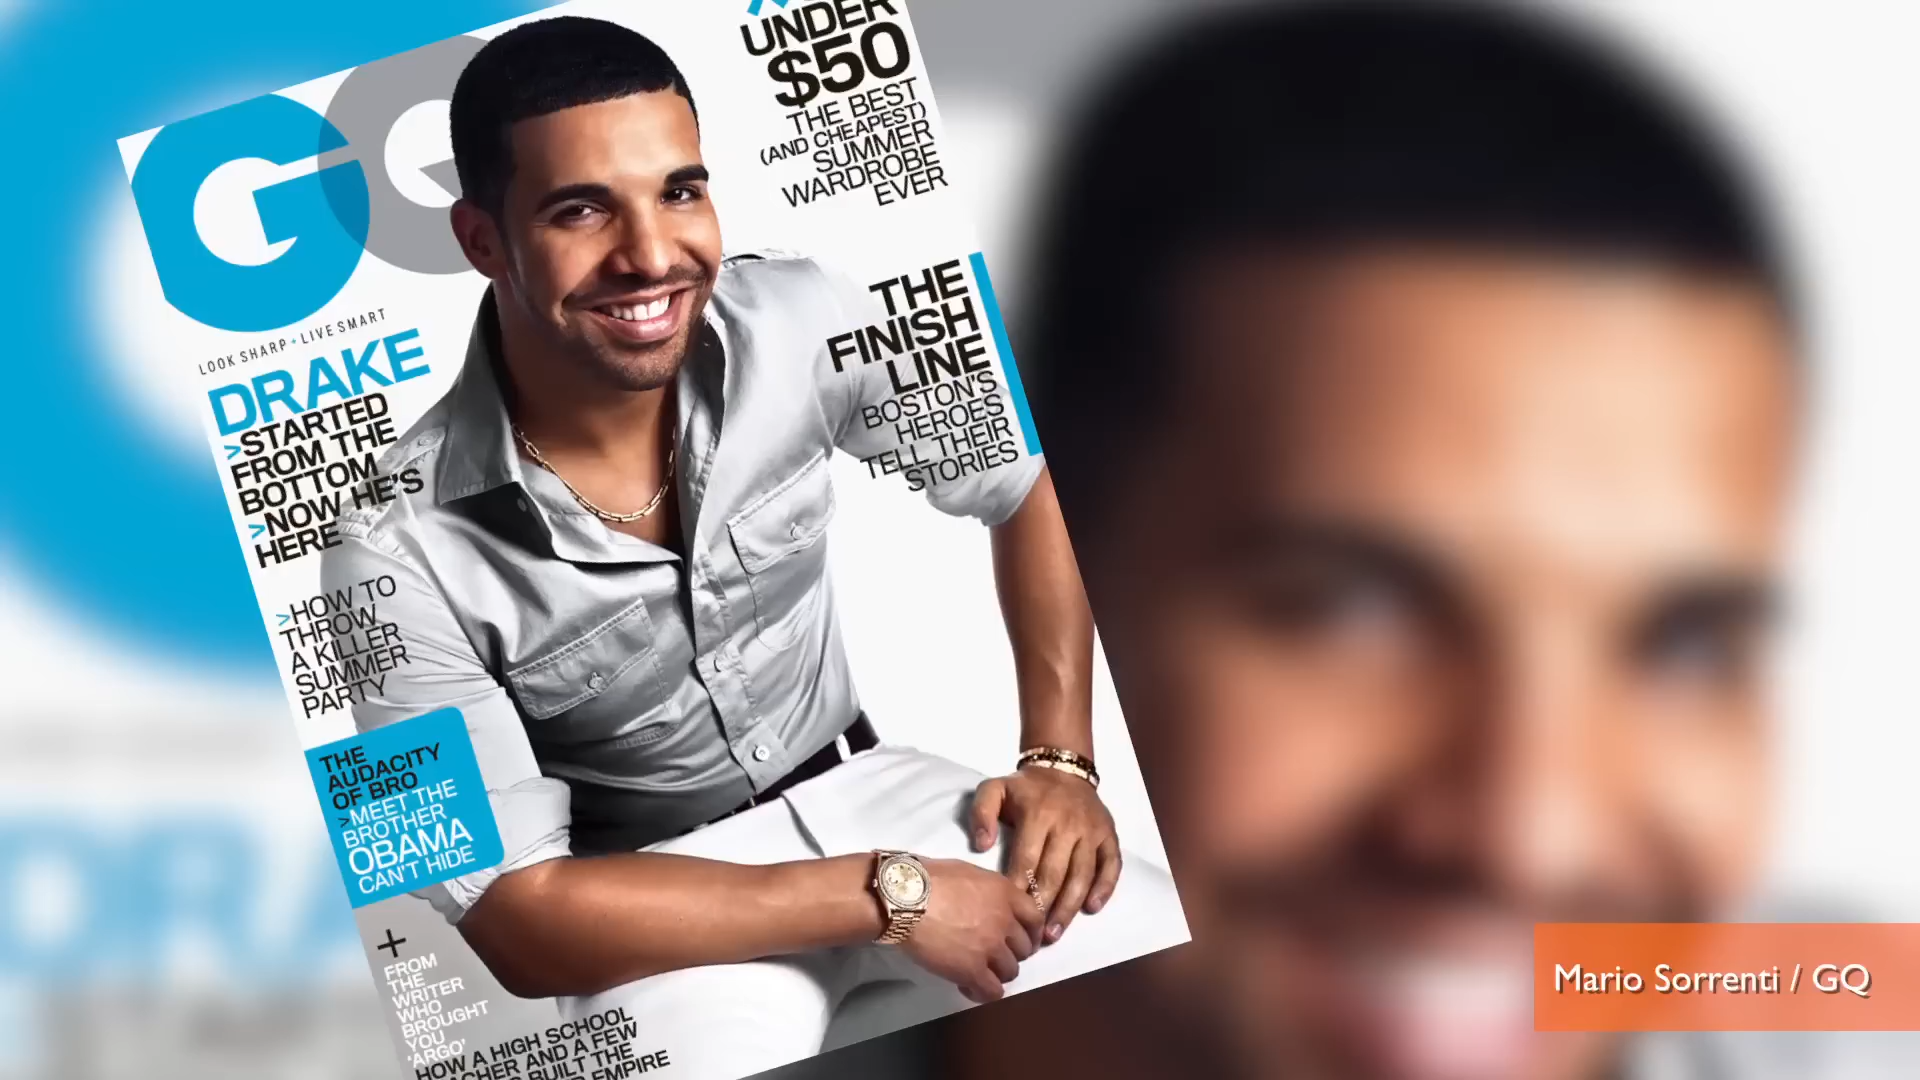 GQ
LOOK SHARP + LIVE SMART
DRAKE
>STARTED
FROM THE
BOTTOM
>NOW HE'S
HERE
>HOW TO
THROW
A KILLER
SUMMER
PARTY
THE
AUDACITY
OF BRO
>MEET THE
BROTHER
OBAMA
CAN'T HIDE
+
FROM
THE
WRITER
WHO
BROUGHT
YOU
'ARGO'
HOW A HIGH SCHOOL
AND A FEW
BUILT THE
EMPIRE
UNDER
$50
THE BEST
(AND CHEAPEST)
SUMMER
WARDROBE
EVER
THE
FINISH
LINE
BOSTON'S
HEROES
TELL THEIR
STORIES
Mario Sorrenti / GQ